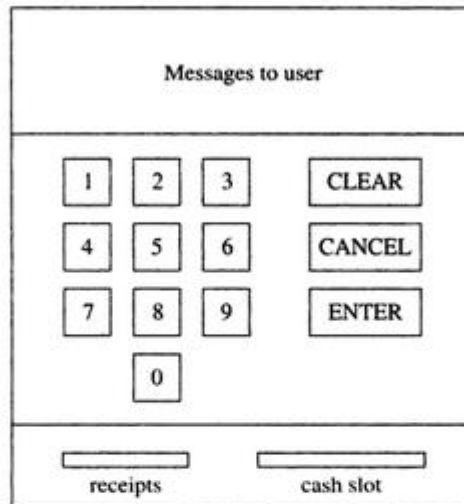 Messages to user
1 2 3 CLEAR
4 5 6 CANCEL
7 8 9 ENTER
0
receipts cash slot